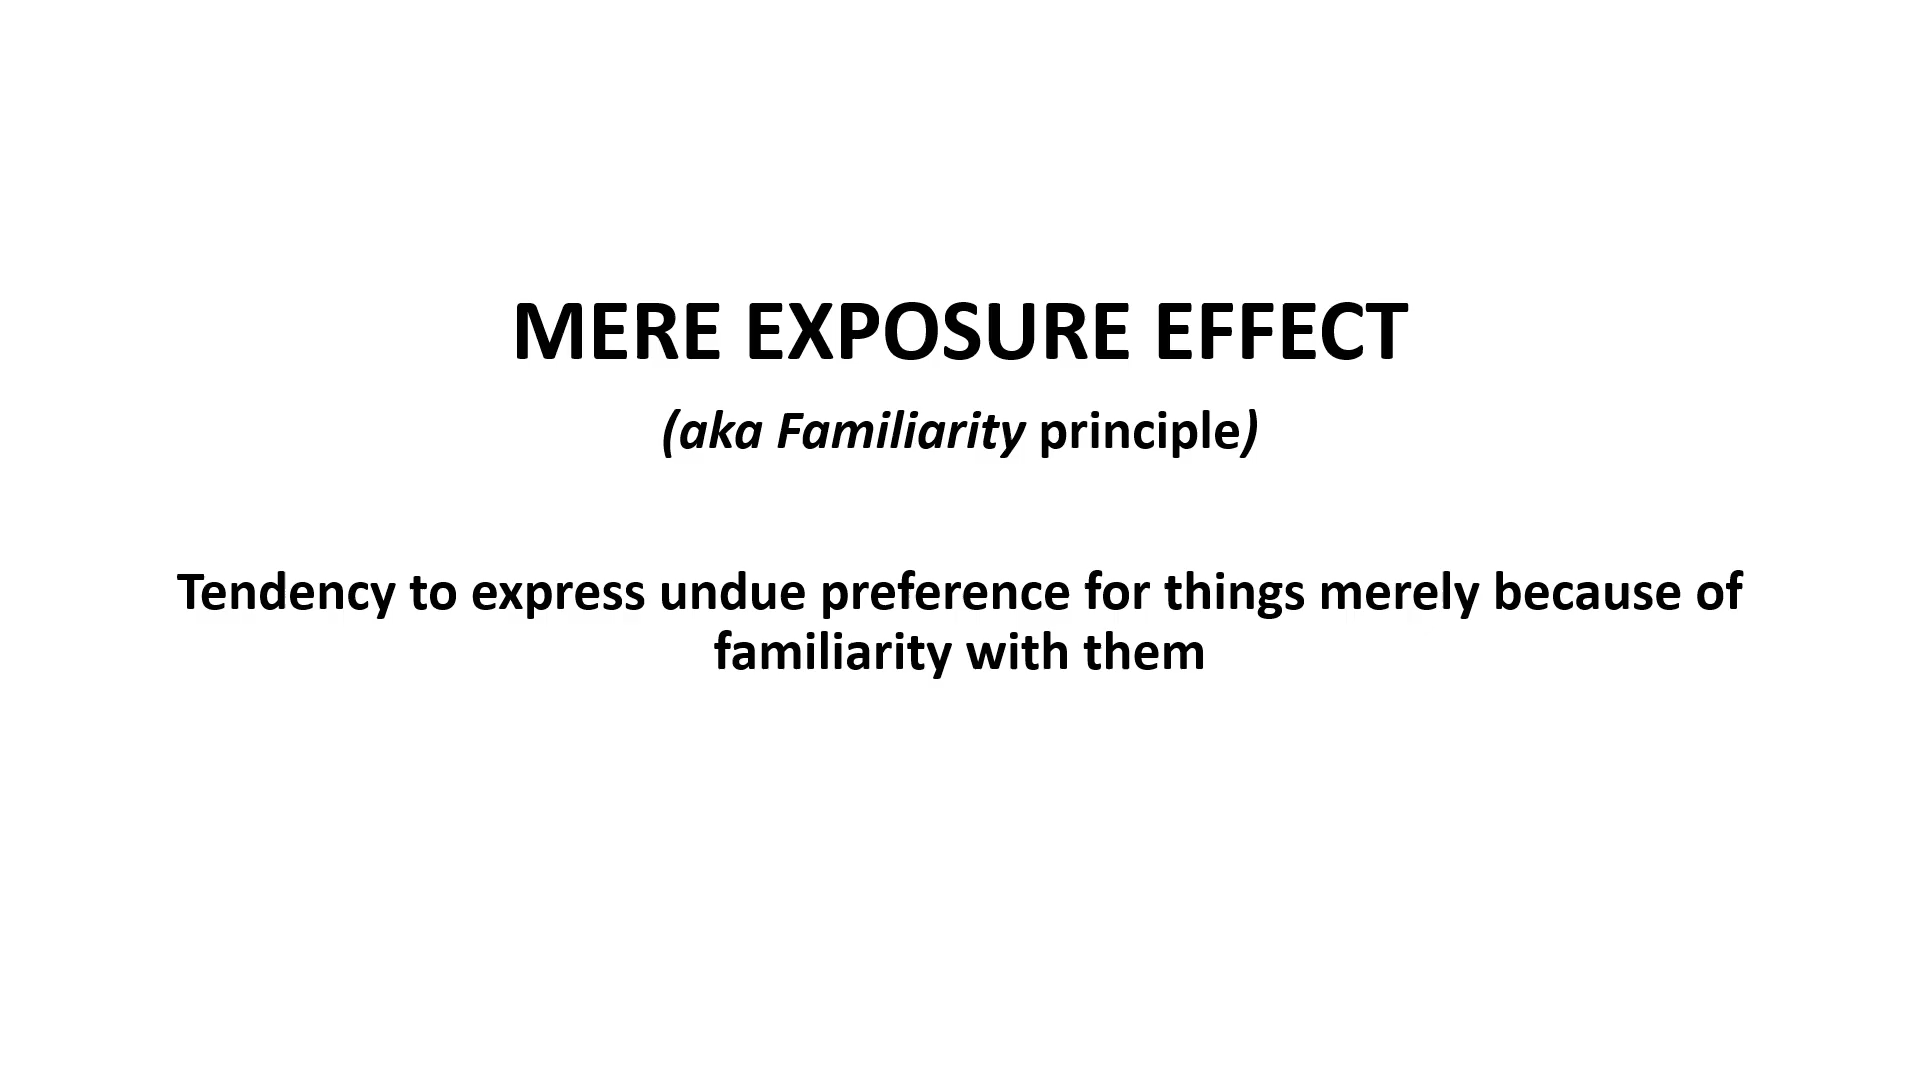 MERE EXPOSURE EFFECT
(aka Familiarity principle)
Tendency to express undue preference for things merely because of
familiarity with them